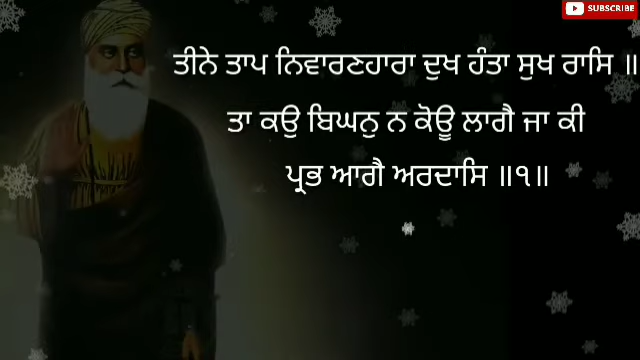 SUBSCRIBE
ਤੀਨੇ ਤਾਪ ਨਿਵਾਰਣਹਾਰਾ ਦੁਖ ਹੰਤਾ ਸੁਖ ਰਾਸਿ ॥
ਤਾ ਕਉ ਬਿਘਨੁ ਨ ਕੋਊ ਲਾਗੈ ਜਾ ਕੀ
ਪ੍ਰਭ ਆਗੈ ਅਰਦਾਸਿ ॥੧॥